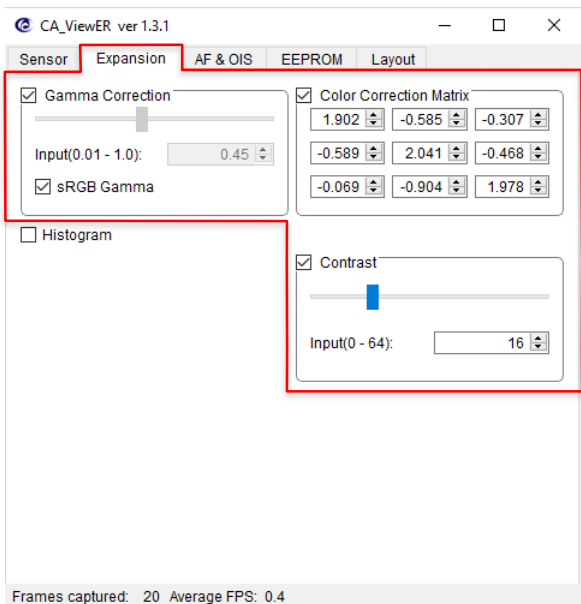 CA_ViewER ver 1.3.1
Sensor Expansion AF & OIS EEPROM Layout
Gamma Correction
Input(0.01 - 1.0): 0.45
sRGB Gamma
Color Correction Matrix
1.902 -0.585 -0.307
-0.589 2.041 -0.468
-0.069 -0.904 1.978
Histogram
Contrast
Input(0 - 64): 16
Frames captured: 20 Average FPS: 0.4